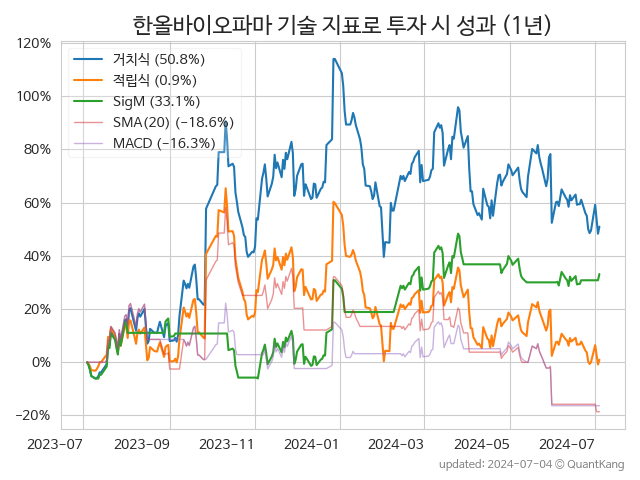 한올바이오파마 기술 지표로 투자 시 성과 (1년)
거치식 (50.8%)
적립식 (0.9%)
SigM (33.1%)
SMA(20) (−18.6%)
MACD (−16.3%)
120%
100%
80%
60%
40%
20%
0%
−20%
2023−07 2023−09 2023−11 2024−01 2024−03 2024−05 2024−07
updated: 2024-07-04 © QuantKang